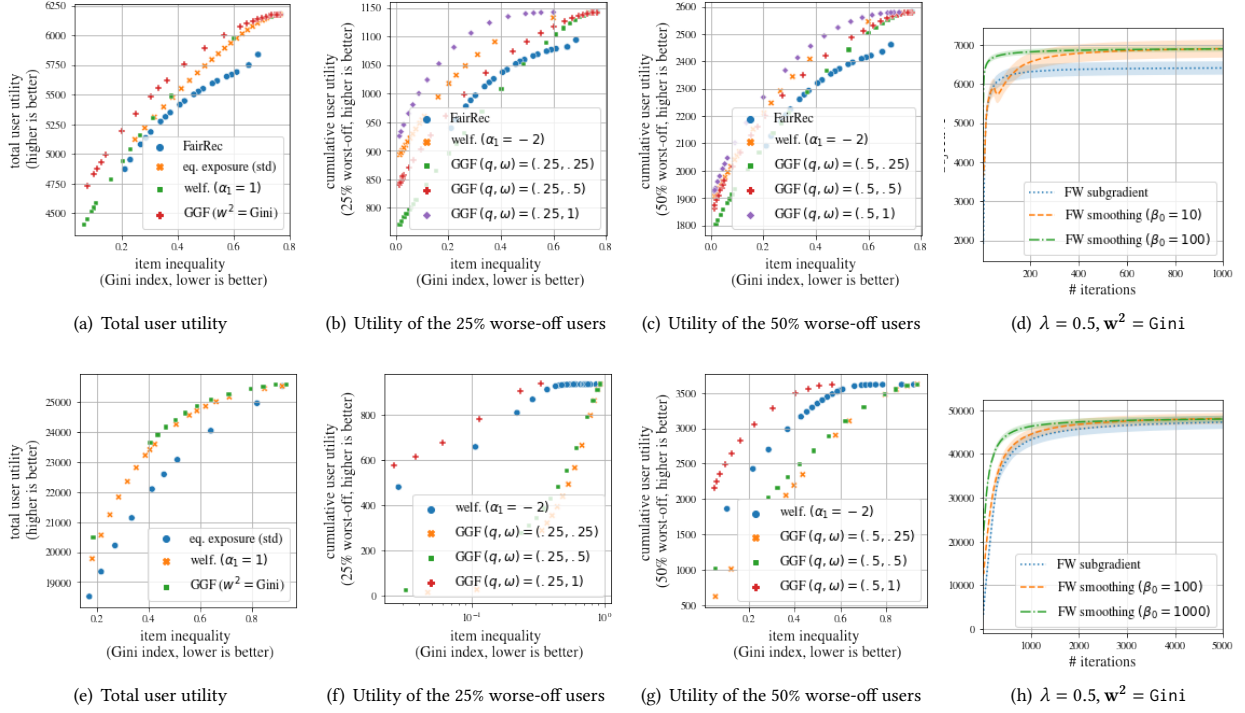 6250
6000
5750
5500
5250
5000
4750
4500
total user utility
(higher is better)
0.2
0.4
0.6
0.8
item inequality
(Gini index, lower is better)
FairRec
eq. exposure (std)
welf. (α₁ = 1)
GGF (w² = Gini)
(a) Total user utility
1150
1100
1050
1000
950
900
850
800
cumulative user utility
(25% worst-off, higher is better)
0.0
0.2
0.4
0.6
0.8
item inequality
(Gini index, lower is better)
FairRec
welf. (α₁ = −2)
GGF (q, ω) = (.25, .25)
GGF (q, ω) = (.25, .5)
GGF (q, ω) = (.25, 1)
(b) Utility of the 25% worse-off users
2600
2500
2400
2300
2200
2100
2000
1900
1800
cumulative user utility
(50% worst-off, higher is better)
0.0
0.2
0.4
0.6
0.8
item inequality
(Gini index, lower is better)
FairRec
welf. (α₁ = −2)
GGF (q, ω) = (.5, .25)
GGF (q, ω) = (.5, .5)
GGF (q, ω) = (.5, 1)
(c) Utility of the 50% worse-off users
7000
6000
5000
4000
3000
2000
200
400
600
800
1000
# iterations
FW subgradient
FW smoothing (β₀ = 10)
FW smoothing (β₀ = 100)
(d) λ = 0.5, w² = Gini
25000
24000
23000
22000
21000
20000
19000
total user utility
(higher is better)
0.2
0.4
0.6
0.8
item inequality
(Gini index, lower is better)
eq. exposure (std)
welf. (α₁ = 1)
GGF (w² = Gini)
(e) Total user utility
800
600
400
200
0
cumulative user utility
(25% worst-off, higher is better)
10⁻¹
10⁰
item inequality
(Gini index, lower is better)
welf. (α₁ = −2)
GGF (q, ω) = (.25, .25)
GGF (q, ω) = (.25, .5)
GGF (q, ω) = (.25, 1)
(f) Utility of the 25% worse-off users
3500
3000
2500
2000
1500
1000
500
cumulative user utility
(50% worst-off, higher is better)
0.0
0.2
0.4
0.6
0.8
item inequality
(Gini index, lower is better)
welf. (α₁ = −2)
GGF (q, ω) = (.5, .25)
GGF (q, ω) = (.5, .5)
GGF (q, ω) = (.5, 1)
(g) Utility of the 50% worse-off users
50000
40000
30000
20000
10000
0
1000
2000
3000
4000
5000
# iterations
FW subgradient
FW smoothing (β₀ = 100)
FW smoothing (β₀ = 1000)
(h) λ = 0.5, w² = Gini